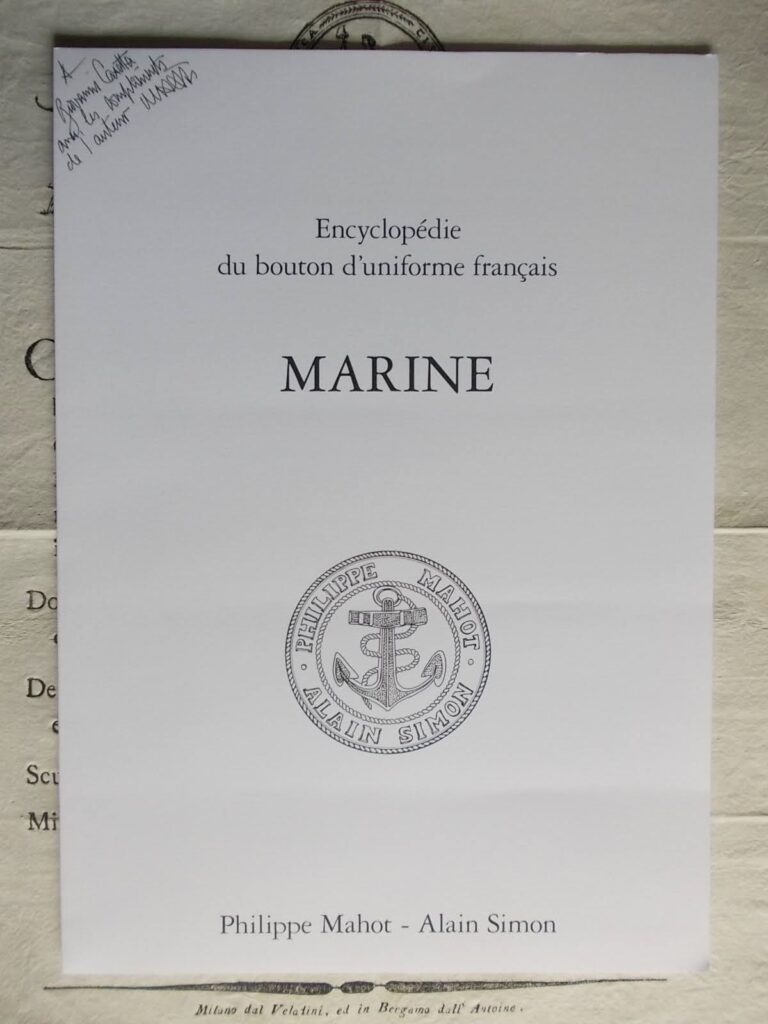 A
Benjamin
avec les compliments
de l'auteur
Encyclopédie
du bouton d'uniforme français
MARINE
PHILIPPE MAHOT
ALAIN SIMON
Philippe Mahot - Alain Simon
Do
De
e
Scu
Mi
Milano dal Velatini, ed in Bergamo dall' Antoine.